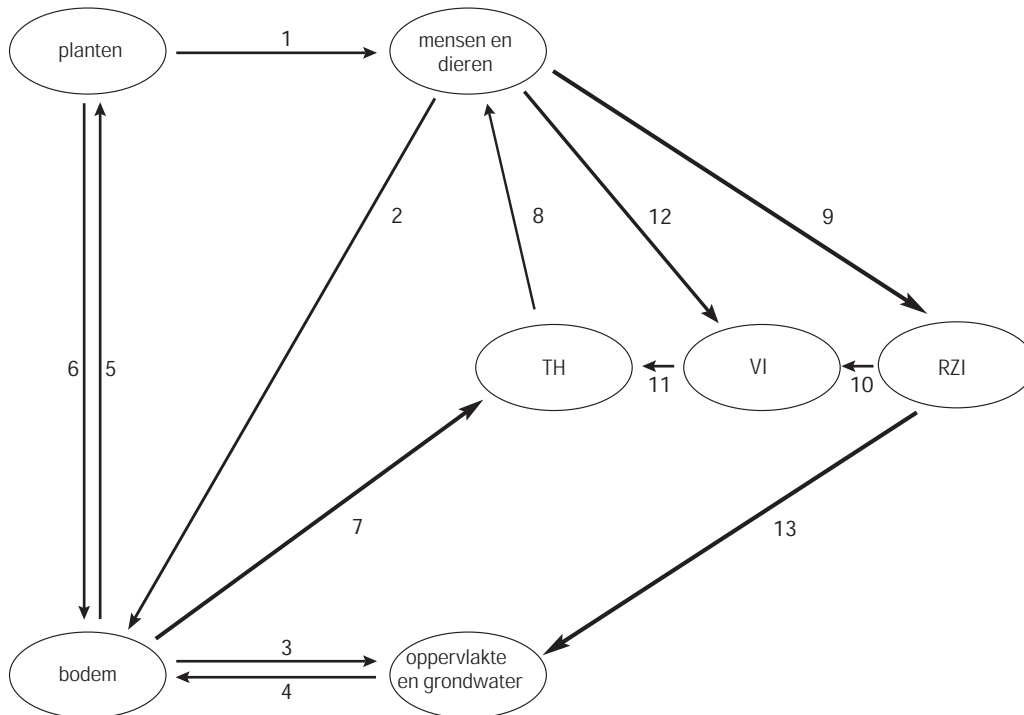 planten
1
mensen en
dieren
2
8
12
9
6
5
TH
11
VI
10
RZI
7
13
bodem
3
4
oppervlakte
en grondwater